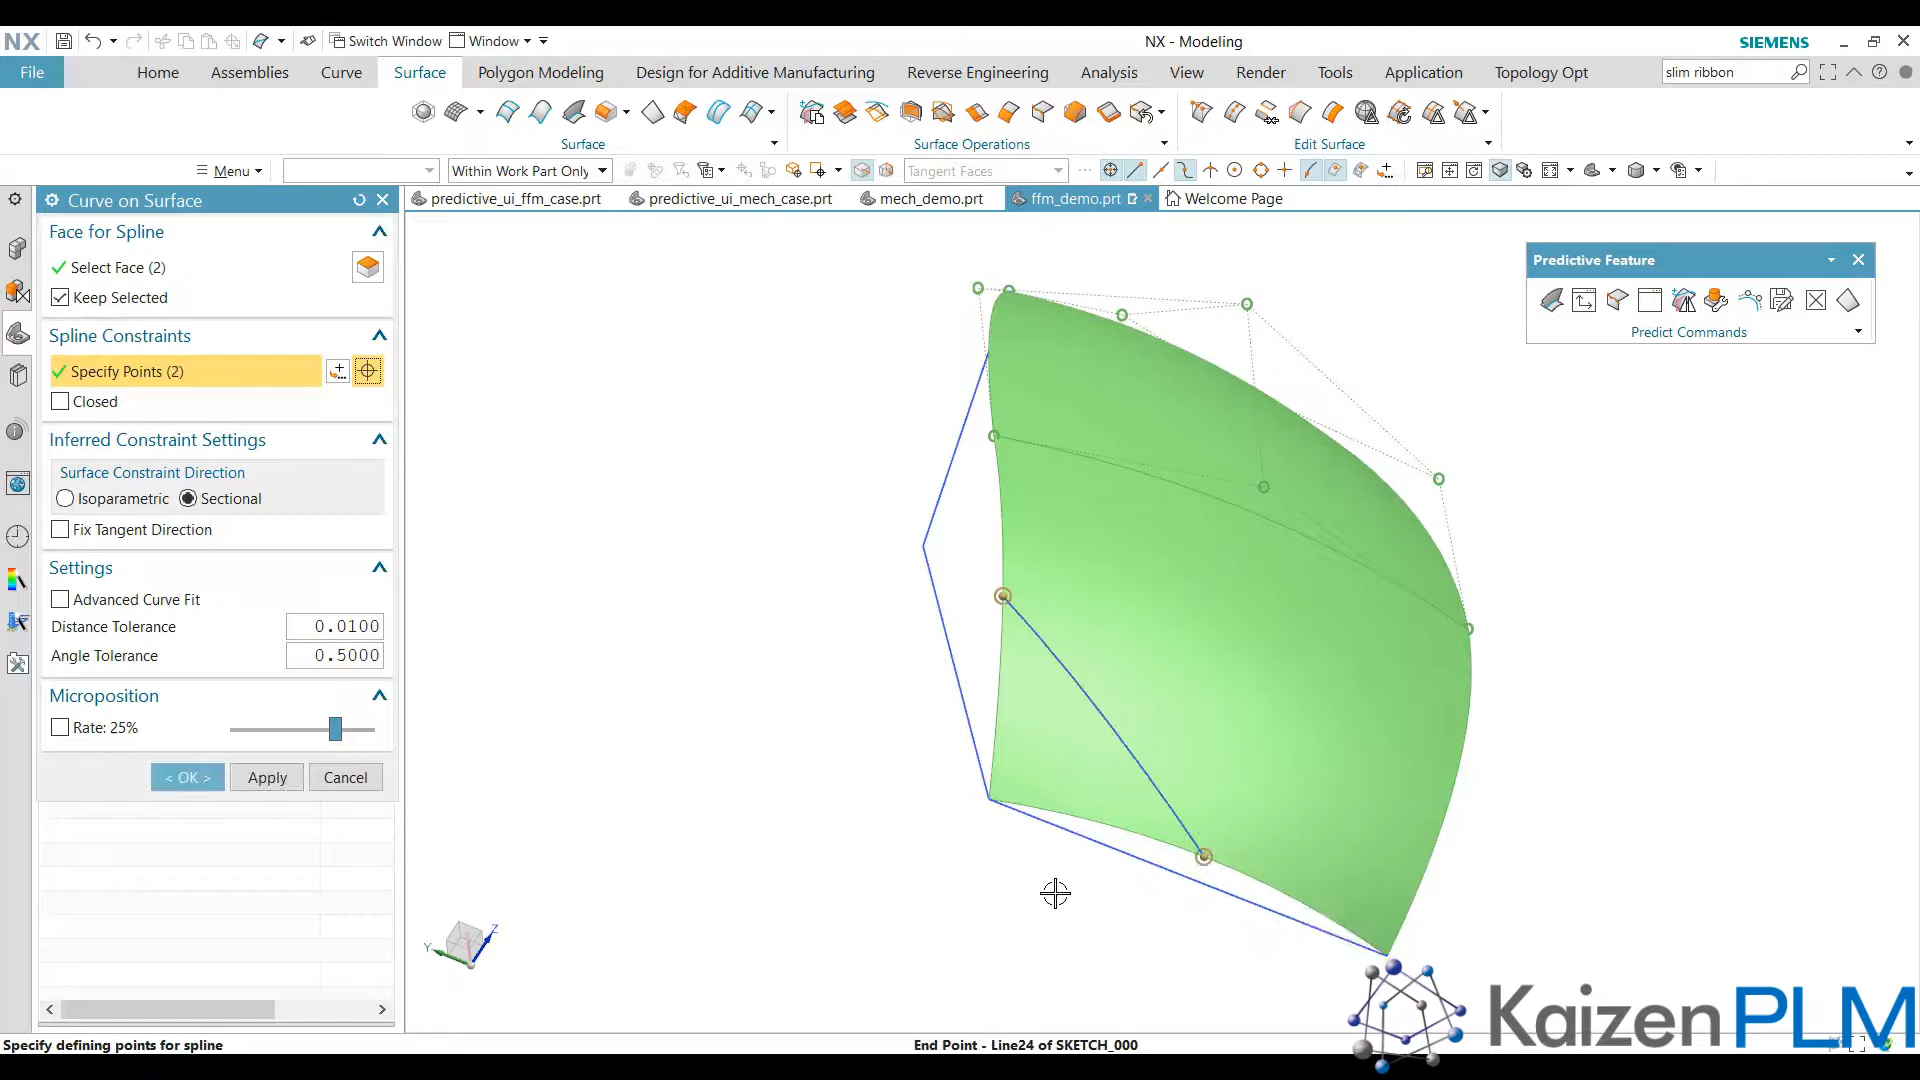 NX
Switch Window
Window
NX - Modeling
SIEMENS
File
Home
Assemblies
Curve
Surface
Polygon Modeling
Design for Additive Manufacturing
Reverse Engineering
Analysis
View
Render
Tools
Application
Topology Opt
slim ribbon
Surface
Surface Operations
Edit Surface
Menu
Within Work Part Only
Tangent Faces
Curve on Surface
predictive_ui_ffm_case.prt
predictive_ui_mech_case.prt
mech_demo.prt
ffm_demo.prt
Welcome Page
Face for Spline
Select Face (2)
Keep Selected
Spline Constraints
Specify Points (2)
Closed
Inferred Constraint Settings
Surface Constraint Direction
Isoparametric
Sectional
Fix Tangent Direction
Settings
Advanced Curve Fit
Distance Tolerance
0.0100
Angle Tolerance
0.5000
Microposition
Rate: 25%
< OK >
Apply
Cancel
Predictive Feature
Predict Commands
Y
Z
KaizenPLM
Specify defining points for spline
End Point - Line24 of SKETCH_000